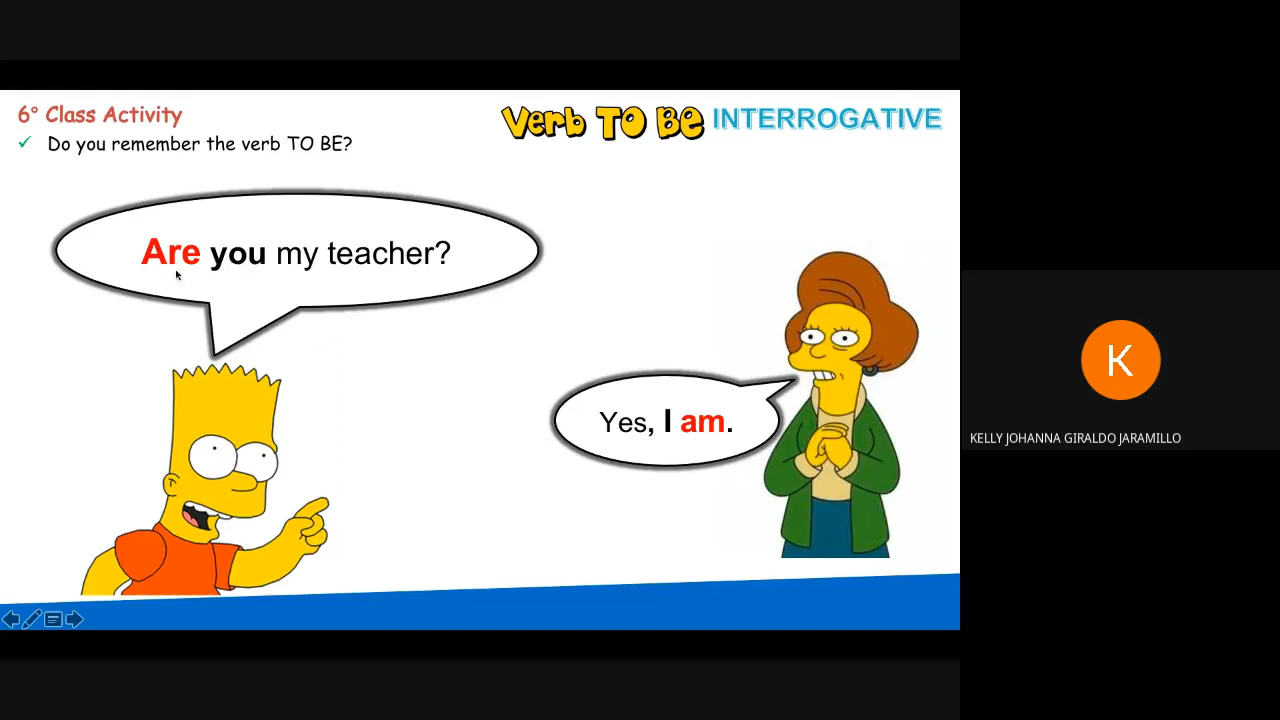 6° Class Activity
✓ Do you remember the verb TO BE?
Verb TO BE INTERROGATIVE
Are you my teacher?
Yes, I am.
K
KELLY JOHANNA GIRALDO JARAMILLO